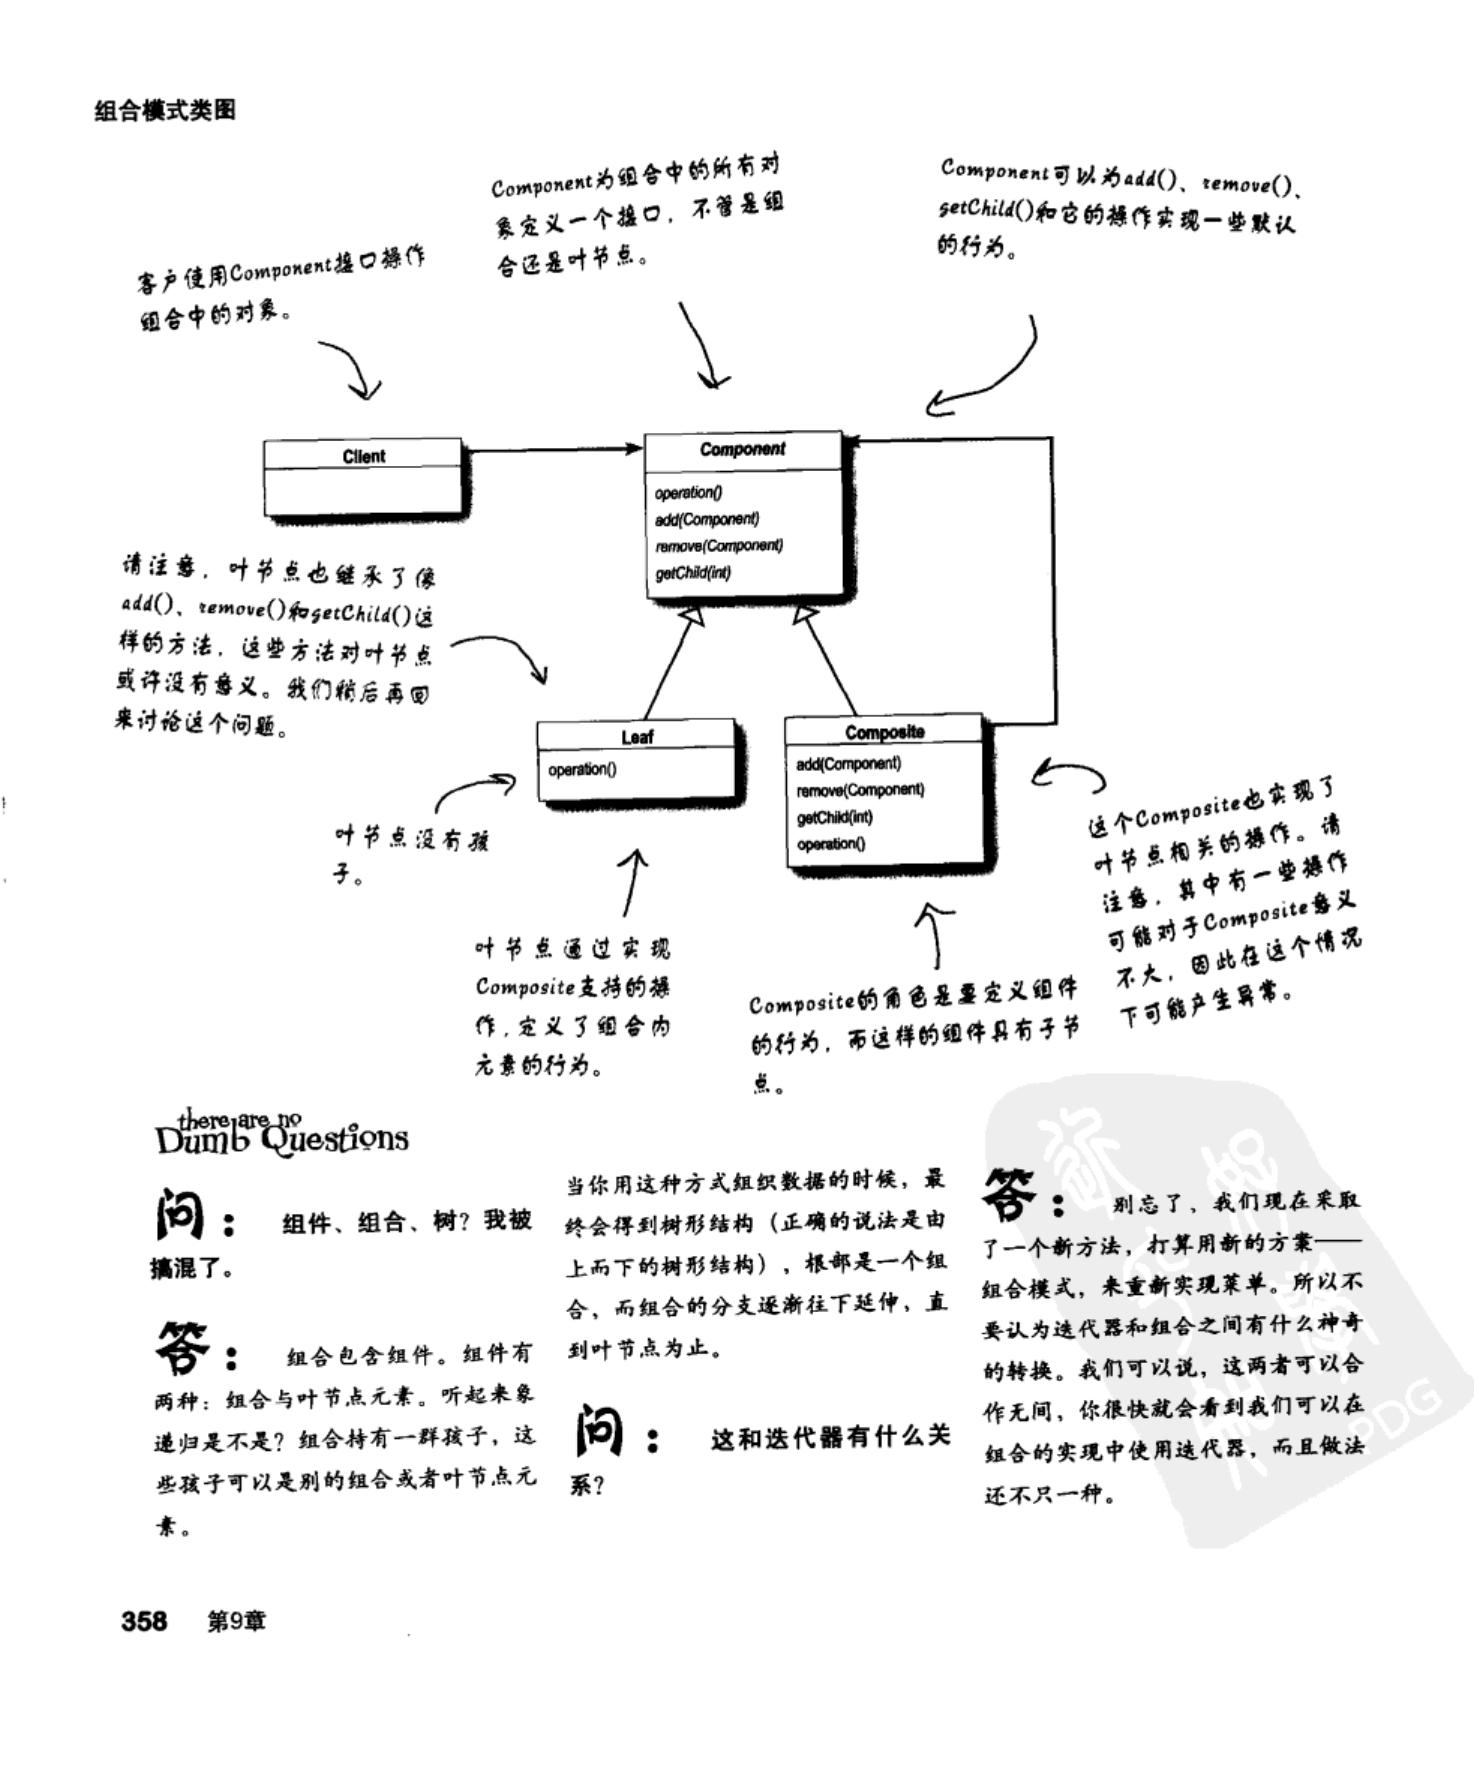 组合模式类图
Component为组合中的所有对
象定义一个接口，不管是组
合还是叶节点。
Component可以为add()、remove()、
getChild()和它的操作实现一些默认
的行为。
客户使用Component接口操作
组合中的对象。
Client
Component
operation()
add(Component)
remove(Component)
getChild(int)
请注意，叶节点也继承了像
add()、remove()和getChild()这
样的方法，这些方法对叶节点
或许没有意义。我们稍后再回
来讨论这个问题。
Leaf
operation()
Composite
add(Component)
remove(Component)
getChild(int)
operation()
叶节点没有孩
子。
这个Composite也实现了
叶节点相关的操作。请
注意，其中有一些操作
可能对于Composite意义
不大，因此在这个情况
下可能产生异常。
叶节点通过实现
Composite支持的操
作，定义了组合内
元素的行为。
Composite的角色是要定义组件
的行为，而这样的组件具有子节
点。
there are no
Dumb Questions
问： 组件、组合、树？我被
搞混了。
答： 组合包含组件。组件有
两种：组合与叶节点元素。听起来象
递归是不是？组合持有一群孩子，这
些孩子可以是别的组合或者叶节点元
素。
当你用这种方式组织数据的时候，最
终会得到树形结构（正确的说法是由
上而下的树形结构），根部是一个组
合，而组合的分支逐渐往下延伸，直
到叶节点为止。
问： 这和迭代器有什么关
系？
答： 别忘了，我们现在采取
了一个新方法，打算用新的方案——
组合模式，来重新实现菜单。所以不
要认为迭代器和组合之间有什么神奇
的转换。我们可以说，这两者可以合
作无间，你很快就会看到我们可以在
组合的实现中使用迭代器，而且做法
还不只一种。
PDG
358 第9章